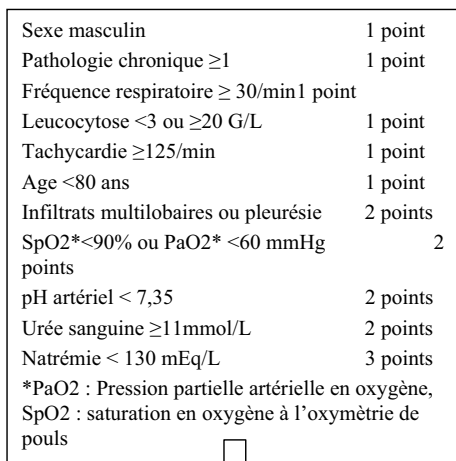 Sexe masculin 1 point
Pathologie chronique ≥1 1 point
Fréquence respiratoire ≥ 30/min1 point
Leucocytose <3 ou ≥20 G/L 1 point
Tachycardie ≥125/min 1 point
Age <80 ans 1 point
Infiltrats multilobaires ou pleurésie 2 points
SpO2*<90% ou PaO2* <60 mmHg 2
points
pH artériel < 7,35 2 points
Urée sanguine ≥11mmol/L 2 points
Natrémie < 130 mEq/L 3 points
*PaO2 : Pression partielle artérielle en oxygène,
SpO2 : saturation en oxygène à l’oxymètrie de
pouls